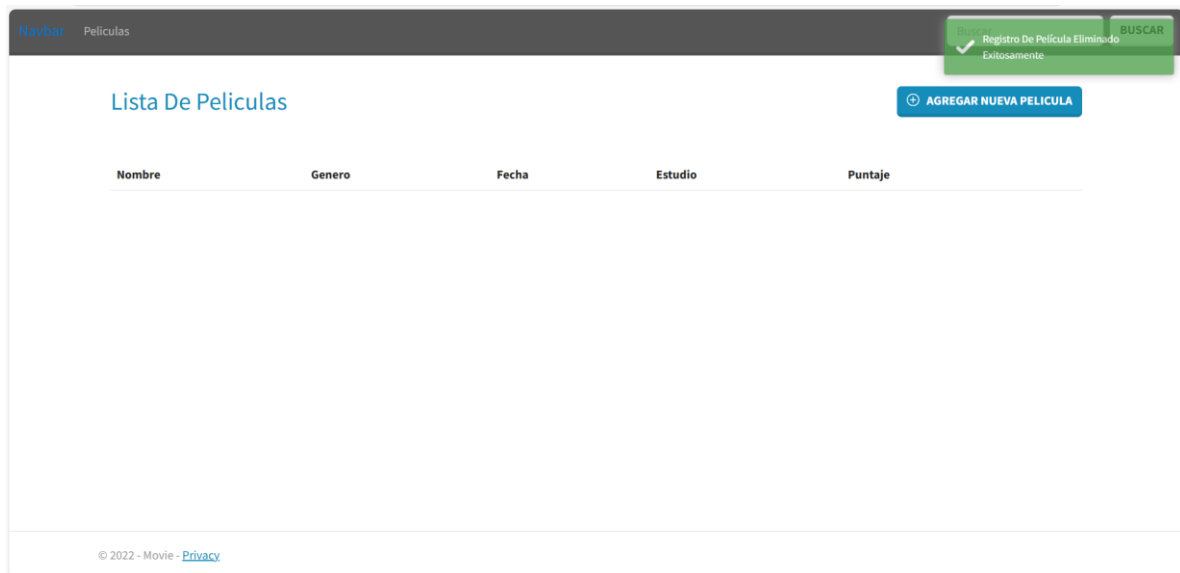 Navbar Peliculas Buscar BUSCAR
Registro De Película Eliminado
Exitosamente
Lista De Peliculas
AGREGAR NUEVA PELICULA
Nombre Genero Fecha Estudio Puntaje
© 2022 - Movie - Privacy